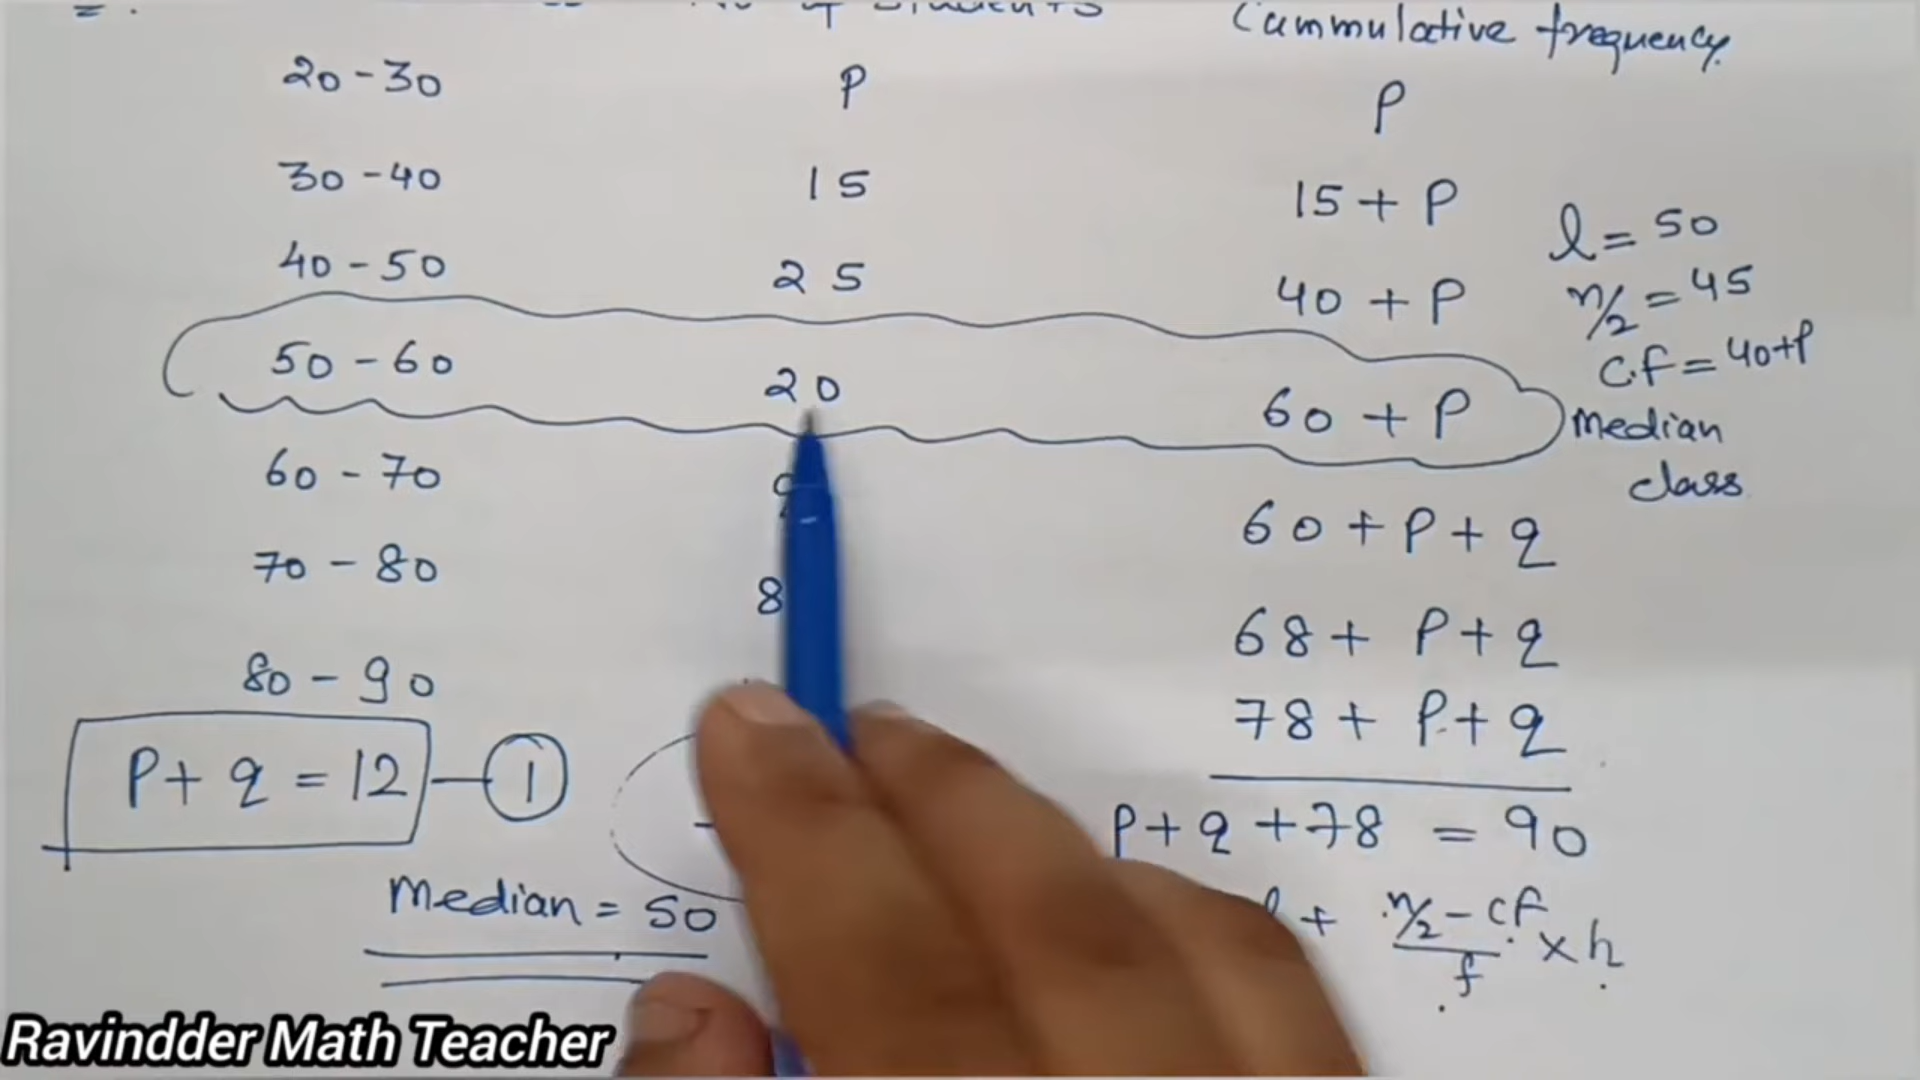 Cummulative frequency.
20-30 P P
30-40 15 15+P
l=50
40-50 25 40+P
n/2=45
c.f=40+P
50-60 20 60+P
Median class
60-70 60+P+q
70-80 8 68+P+q
80-90 78+P+q
P+q=12 — 1
P+q+78 = 90
Median = 50
l + n/2 - cf / f × h
Ravindder Math Teacher